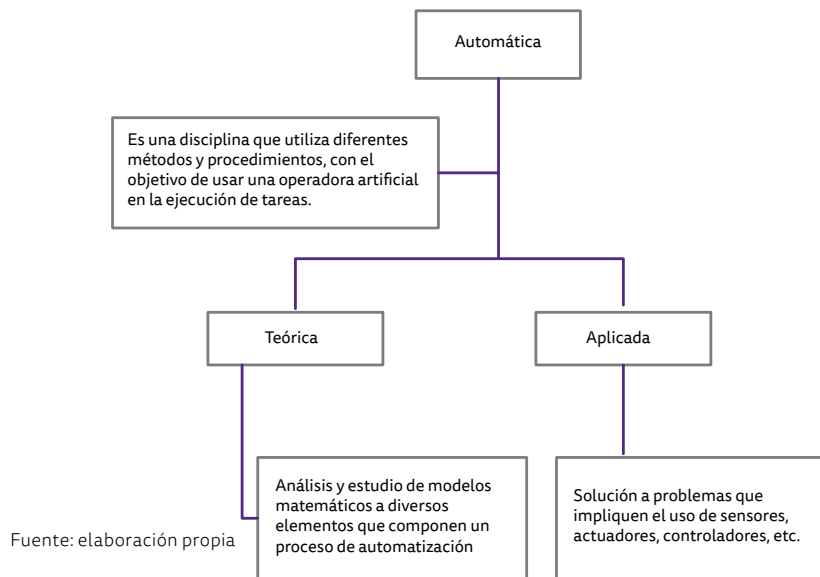 Automática
Es una disciplina que utiliza diferentes
métodos y procedimientos, con el
objetivo de usar una operadora artificial
en la ejecución de tareas.
Teórica
Aplicada
Análisis y estudio de modelos
matemáticos a diversos
elementos que componen un
proceso de automatización
Solución a problemas que
impliquen el uso de sensores,
actuadores, controladores, etc.
Fuente: elaboración propia